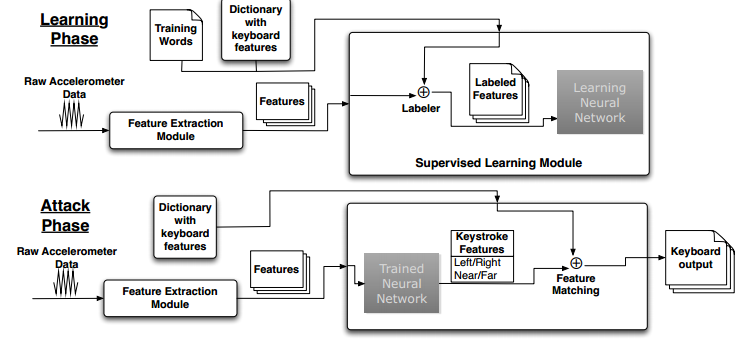 Learning
Phase
Training
Words
Dictionary
with
keyboard
features
Raw Accelerometer
Data
Feature Extraction
Module
Features
Labeler
Labeled
Features
Learning
Neural
Network
Supervised Learning Module
Attack
Phase
Dictionary
with
keyboard
features
Raw Accelerometer
Data
Feature Extraction
Module
Features
Trained
Neural
Network
Keystroke
Features
Left/Right
Near/Far
Feature
Matching
Keyboard
output